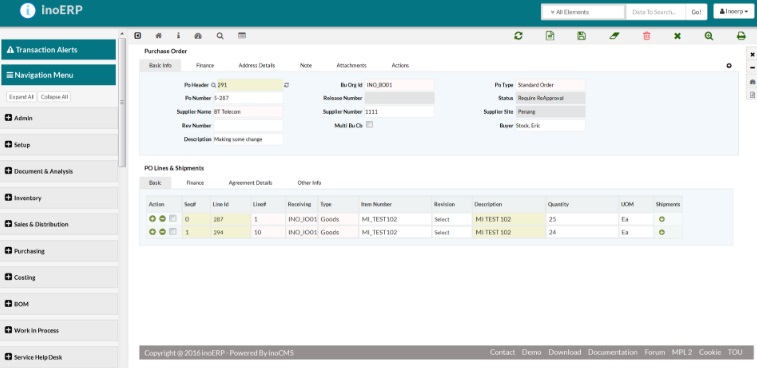 inoERP
All Elements
Data To Search...
Go!
Inoerp
Transaction Alerts
Navigation Menu
Expand All Collapse All
Admin
Setup
Document & Analysis
Inventory
Sales & Distribution
Purchasing
Costing
BOM
Work In Process
Service Help Desk
Purchase Order
Basic Info Finance Address Details Note Attachments Actions
Po Header 291 Bu Org Id INO_BO01 Po Type Standard Order
Po Number S-287 Release Number Status Require ReApproval
Supplier Name BT Telecom Supplier Number 1111 Supplier Site Penang
Rev Number Multi Bu Cb Buyer Stock, Eric
Description Making some change
PO Lines & Shipments
Basic Finance Agreement Details Other Info
Action Seq# Line Id Line# Receiving Type Item Number Revision Description Quantity UOM Shipments
0 287 1 INO_IO01 Goods MI_TEST102 Select MI TEST 102 25 Ea
1 294 10 INO_IO01 Goods MI_TEST102 Select MI TEST 102 24 Ea
Copyright @ 2016 inoERP - Powered By inoCMS Contact Demo Download Documentation Forum MPL 2 Cookie TOU